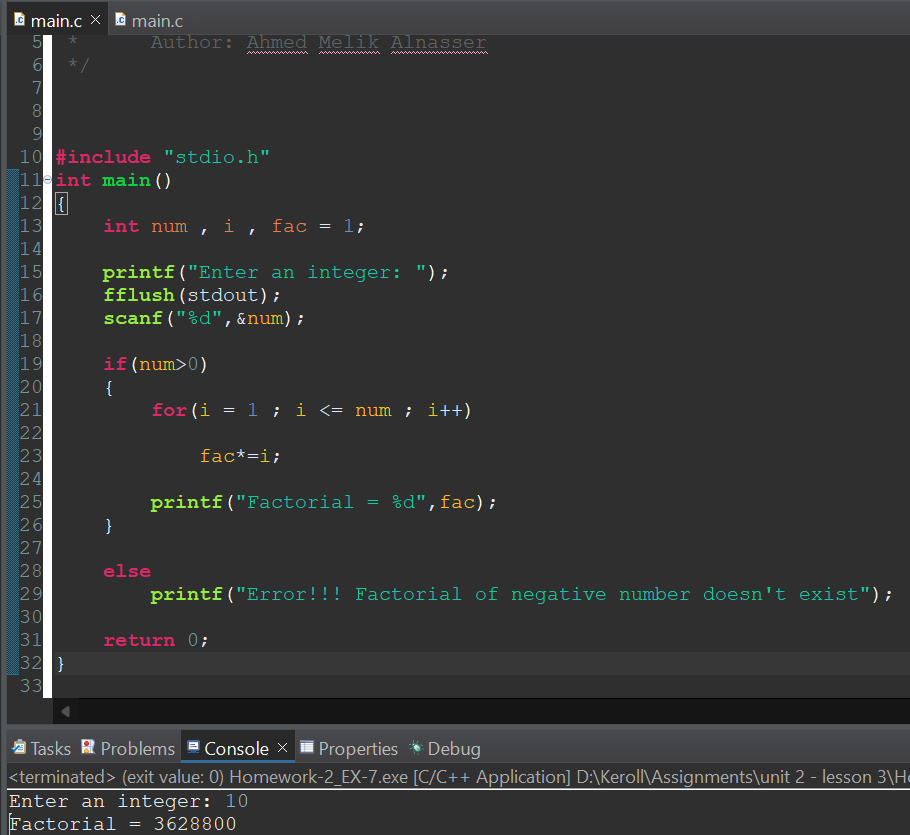 main.c main.c
5 * Author: Ahmed Melik Alnasser
6 */
7
8
9
10 #include "stdio.h"
11 int main()
12 {
13 int num , i , fac = 1;
14
15 printf("Enter an integer: ");
16 fflush(stdout);
17 scanf("%d",&num);
18
19 if(num>0)
20 {
21 for(i = 1 ; i <= num ; i++)
22
23 fac*=i;
24
25 printf("Factorial = %d",fac);
26 }
27
28 else
29 printf("Error!!! Factorial of negative number doesn't exist");
30
31 return 0;
32 }
33
Tasks Problems Console Properties Debug
<terminated> (exit value: 0) Homework-2_EX-7.exe [C/C++ Application] D:\Keroll\Assignments\unit 2 - lesson 3\Ho
Enter an integer: 10
Factorial = 3628800